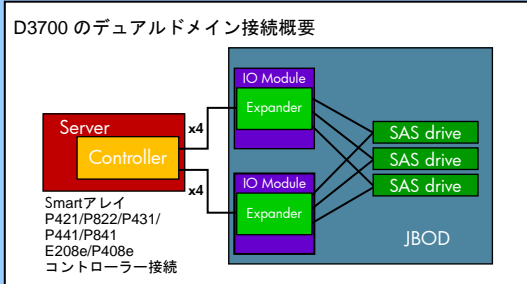 D3700 のデュアルドメイン接続概要
IO Module
Expander
x4
Server
Controller
SAS drive
SAS drive
SAS drive
x4
IO Module
Expander
JBOD
Smartアレイ
P421/P822/P431/
P441/P841
E208e/P408e
コントローラー接続